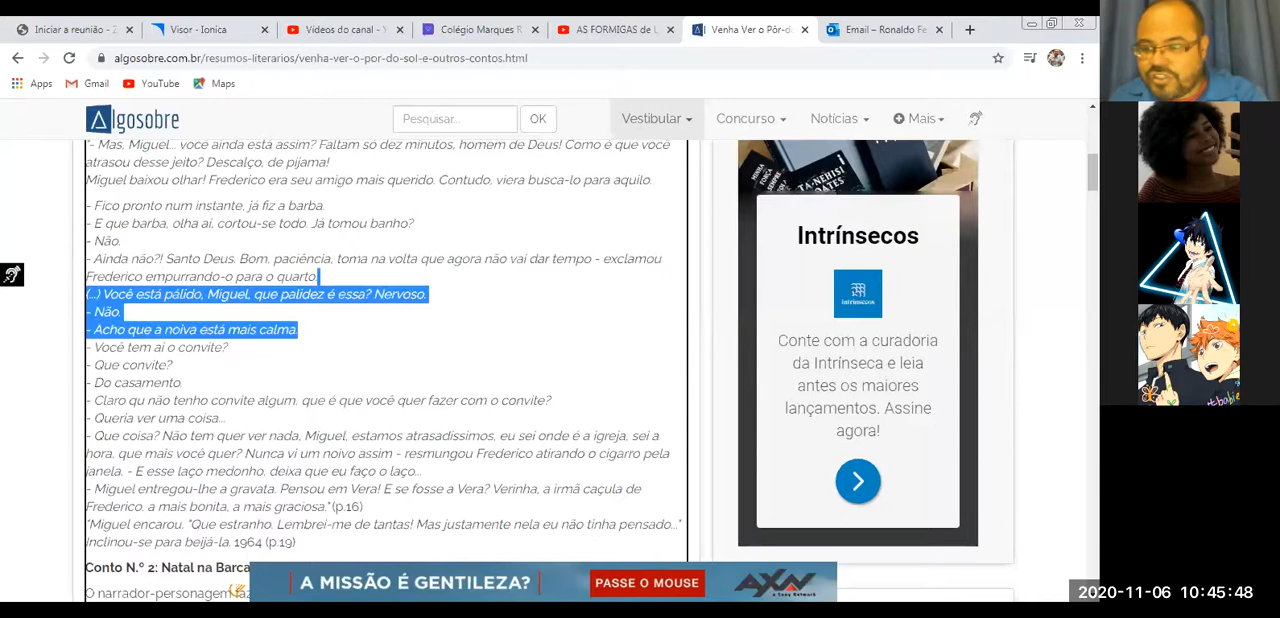 Iniciar a reunião - Z
Visor - Ionica
Vídeos do canal - Y
Colégio Marques R
AS FORMIGAS de L
Venha Ver o Pôr-d
Email – Ronaldo Fe
algosobre.com.br/resumos-literarios/venha-ver-o-por-do-sol-e-outros-contos.html
Apps
Gmail
YouTube
Maps
Algosobre
Pesquisar...
OK
Vestibular
Concurso
Notícias
Mais
"- Mas, Miguel... você ainda está assim? Faltam só dez minutos, homem de Deus! Como é que você
atrasou desse jeito? Descalço, de pijama!
Miguel baixou olhar! Frederico era seu amigo mais querido. Contudo, viera busca-lo para aquilo.
- Fico pronto num instante, já fiz a barba.
- E que barba, olha aí, cortou-se todo. Já tomou banho?
- Não.
- Ainda não?! Santo Deus. Bom, paciência, toma na volta que agora não vai dar tempo - exclamou
Frederico empurrando-o para o quarto.
(...) Você está pálido, Miguel, que palidez é essa? Nervoso.
- Não.
- Acho que a noiva está mais calma.
- Você tem ai o convite?
- Que convite?
- Do casamento.
- Claro qu não tenho convite algum, que é que você quer fazer com o convite?
- Queria ver uma coisa...
- Que coisa? Não tem quer ver nada, Miguel, estamos atrasadíssimos, eu sei onde é a igreja, sei a
hora, que mais você quer? Nunca vi um noivo assim - resmungou Frederico atirando o cigarro pela
janela. - E esse laço medonho, deixa que eu faço o laço...
- Miguel entregou-lhe a gravata. Pensou em Vera! E se fosse a Vera? Verinha, a irmã caçula de
Frederico, a mais bonita, a mais graciosa." (p.16)
"Miguel encarou. "Que estranho. Lembrei-me de tantas! Mas justamente nela eu não tinha pensado..."
Inclinou-se para beijá-la. 1964 (p.19)
Conto N.º 2: Natal na Barca
O narrador-personagem faz
TA-NEHISI
COATES
Intrínsecos
intrínsecos
Conte com a curadoria
da Intrínseca e leia
antes os maiores
lançamentos. Assine
agora!
A MISSÃO É GENTILEZA?
PASSE O MOUSE
AXN
a Sony Network
2020-11-06 10:45:48